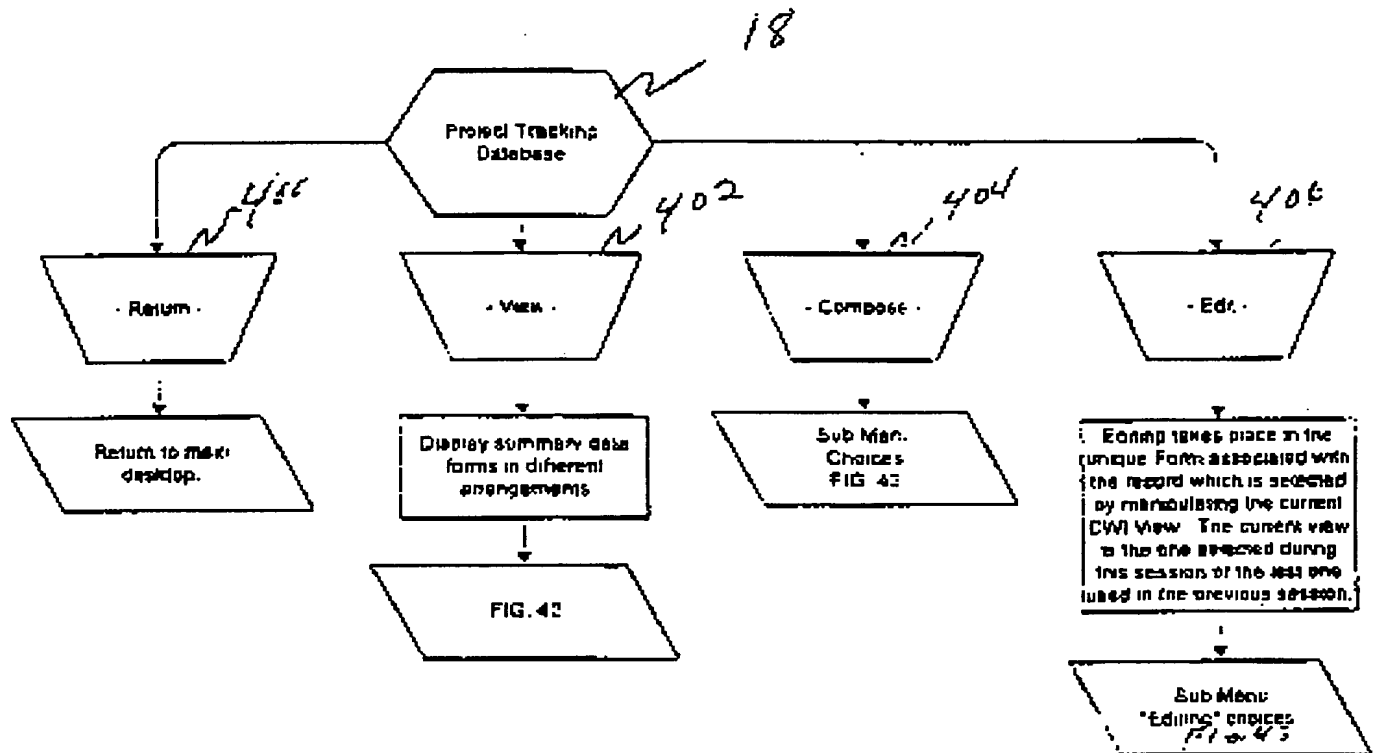 18
Project Tracking
Database
402
404
- Return -
- View -
- Compose -
- Edit -
Return to main
desktop.
Display summary data
forms in different
arrangements
Sub Menu
Choices
FIG. 43
Editing takes place in the
unique Form associated with
the record which is selected
by manipulating the current
DWI View. The current view
is the one selected during
this session or the last one
used in the previous session.
FIG. 42
Sub Menu
"Editing" choices